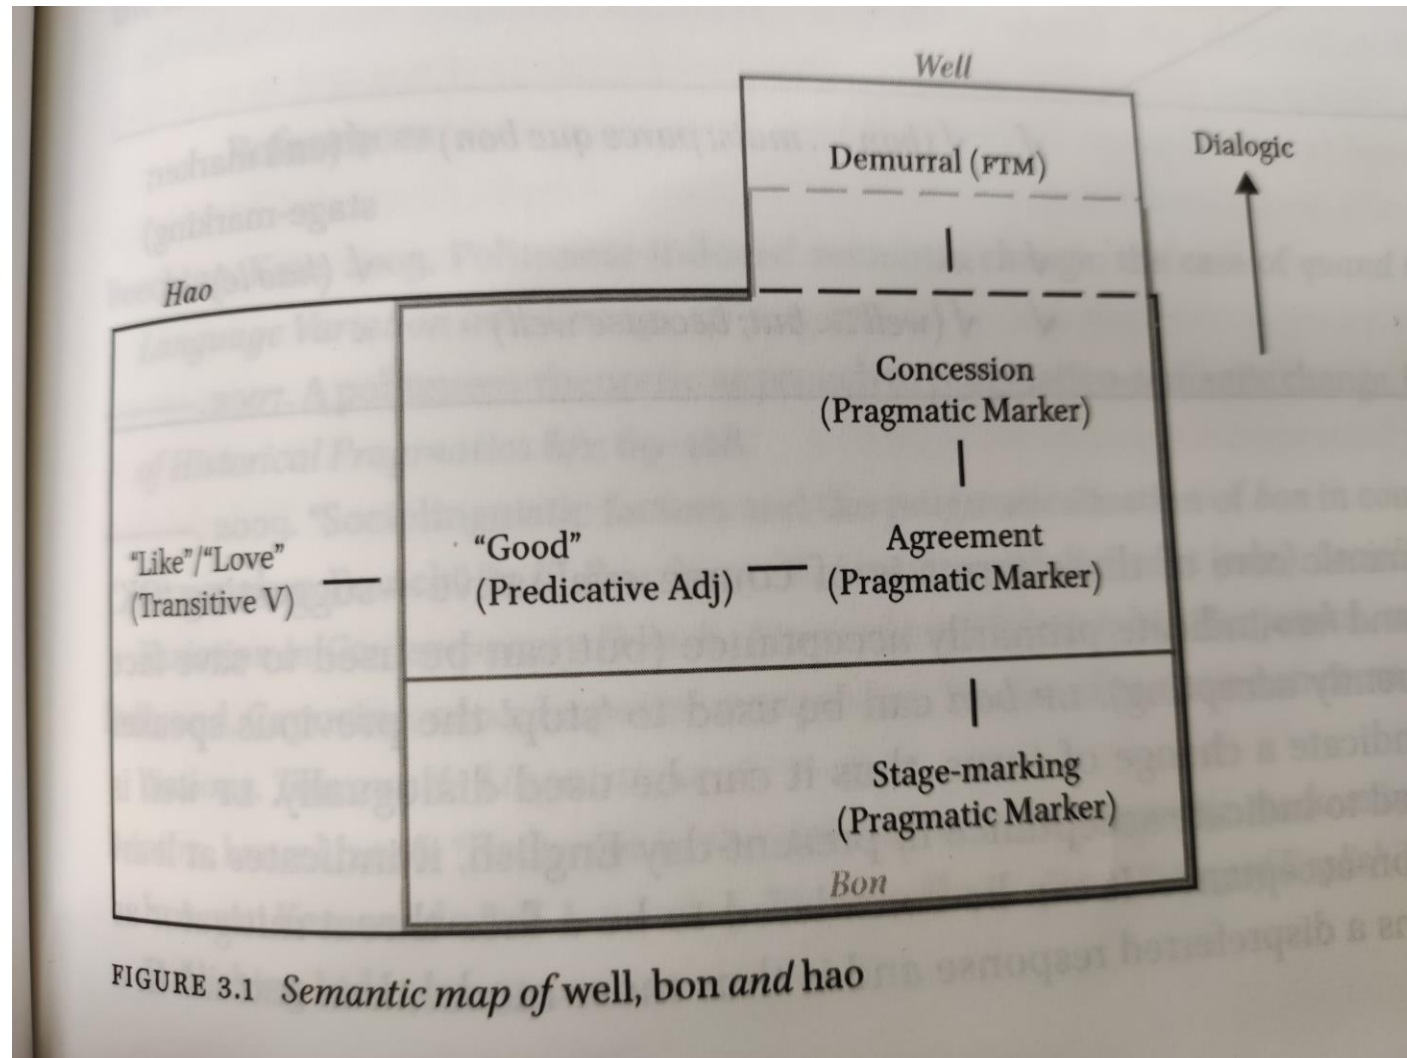 Well
Demurral (FTM)
Dialogic
Hao
Concession
(Pragmatic Marker)
"Like"/"Love"
(Transitive V)
"Good"
(Predicative Adj)
Agreement
(Pragmatic Marker)
Stage-marking
(Pragmatic Marker)
Bon
FIGURE 3.1 Semantic map of well, bon and hao